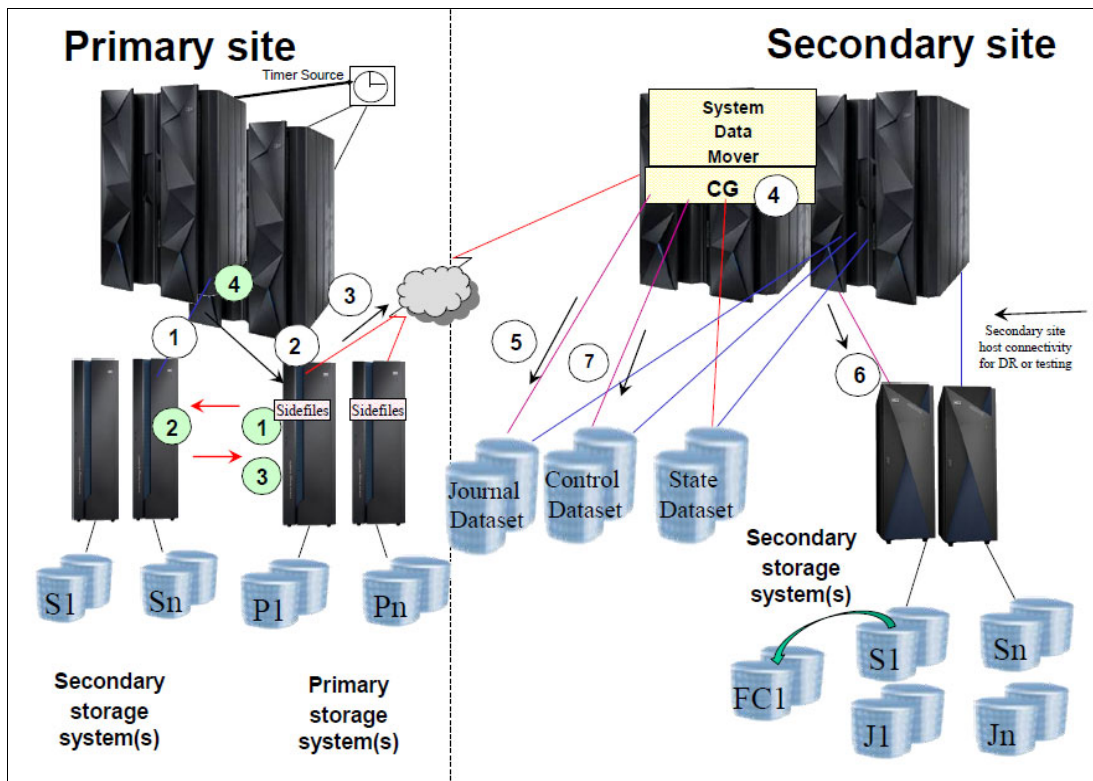 Primary site
Secondary site
Timer Source
System
Data
Mover
CG
4
4
3
1
2
5
7
6
Secondary site
host connectivity
for DR or testing
Sidefiles
Sidefiles
2
1
3
Journal
Dataset
Control
Dataset
State
Dataset
Secondary
storage
system(s)
S1
Sn
P1
Pn
S1
Sn
FC1
J1
Jn
Secondary
storage
system(s)
Primary
storage
system(s)